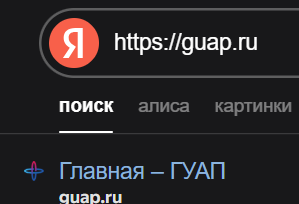 Я https://guap.ru
поиск алиса картинки
Главная – ГУАП
guap.ru